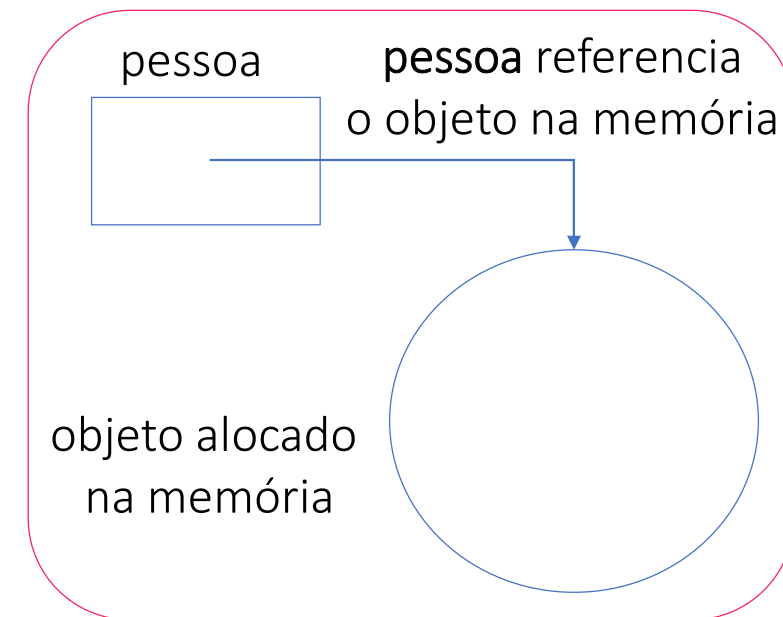 pessoa
pessoa referencia
o objeto na memória
objeto alocado
na memória